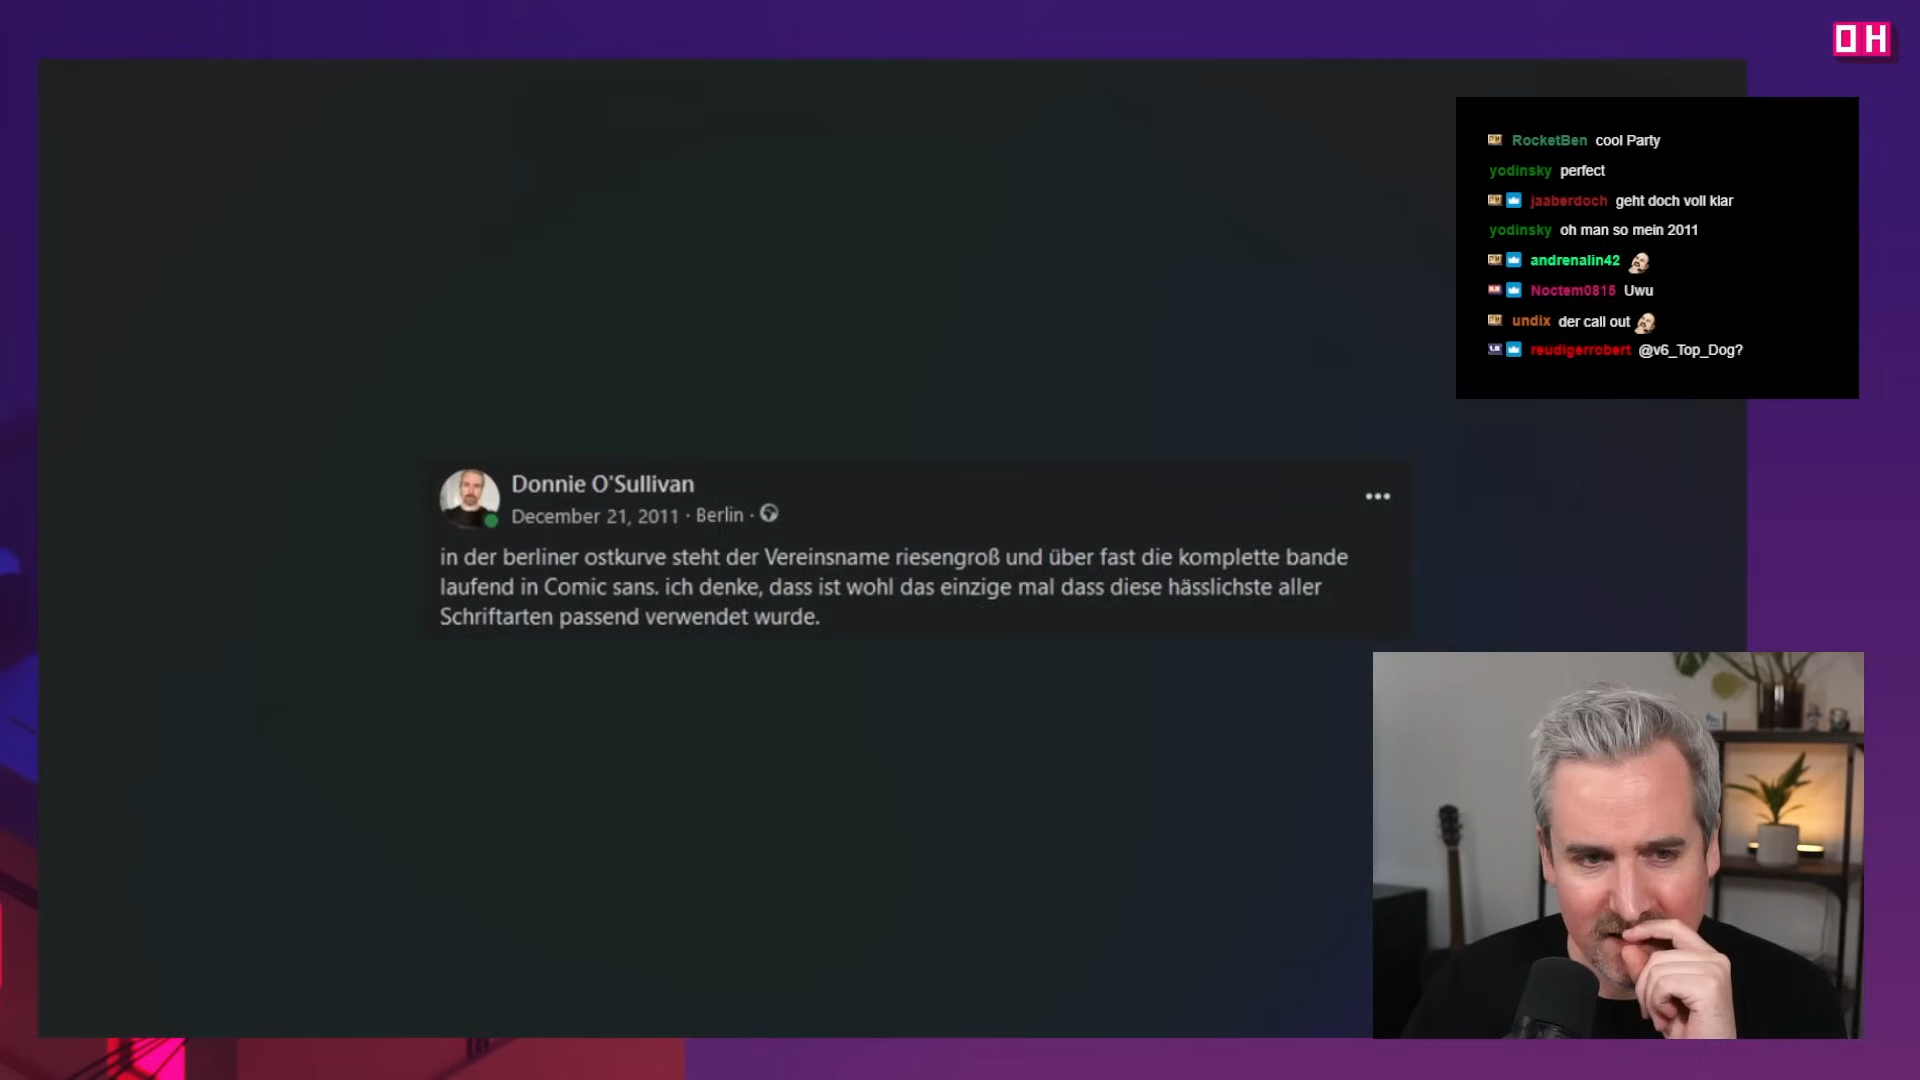 OH
RocketBen cool Party
yodinsky perfect
jaaberdoch geht doch voll klar
yodinsky oh man so mein 2011
andrenalin42
Noctem0815 Uwu
undix der call out
reudigerrobert @v6_Top_Dog?
Donnie O'Sullivan
December 21, 2011 · Berlin ·
in der berliner ostkurve steht der Vereinsname riesengroß und über fast die komplette bande
laufend in Comic sans. ich denke, dass ist wohl das einzige mal dass diese hässlichste aller
Schriftarten passend verwendet wurde.